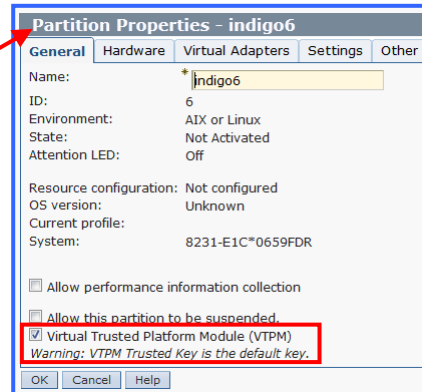 Partition Properties - indigo6
General Hardware Virtual Adapters Settings Other
Name: * indigo6
ID: 6
Environment: AIX or Linux
State: Not Activated
Attention LED: Off
Resource configuration: Not configured
OS version: Unknown
Current profile:
System: 8231-E1C*0659FDR
Allow performance information collection
Allow this partition to be suspended.
Virtual Trusted Platform Module (VTPM)
Warning: VTPM Trusted Key is the default key.
OK Cancel Help